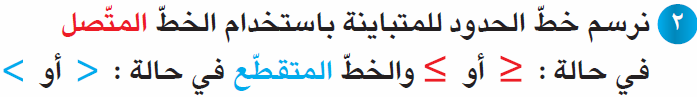 ٢ نرسم خطّ الحدود للمتباينة باستخدام الخطّ المتّصل
في حالة : ≤ أو ≥ والخطّ المتقطّع في حالة : < أو >